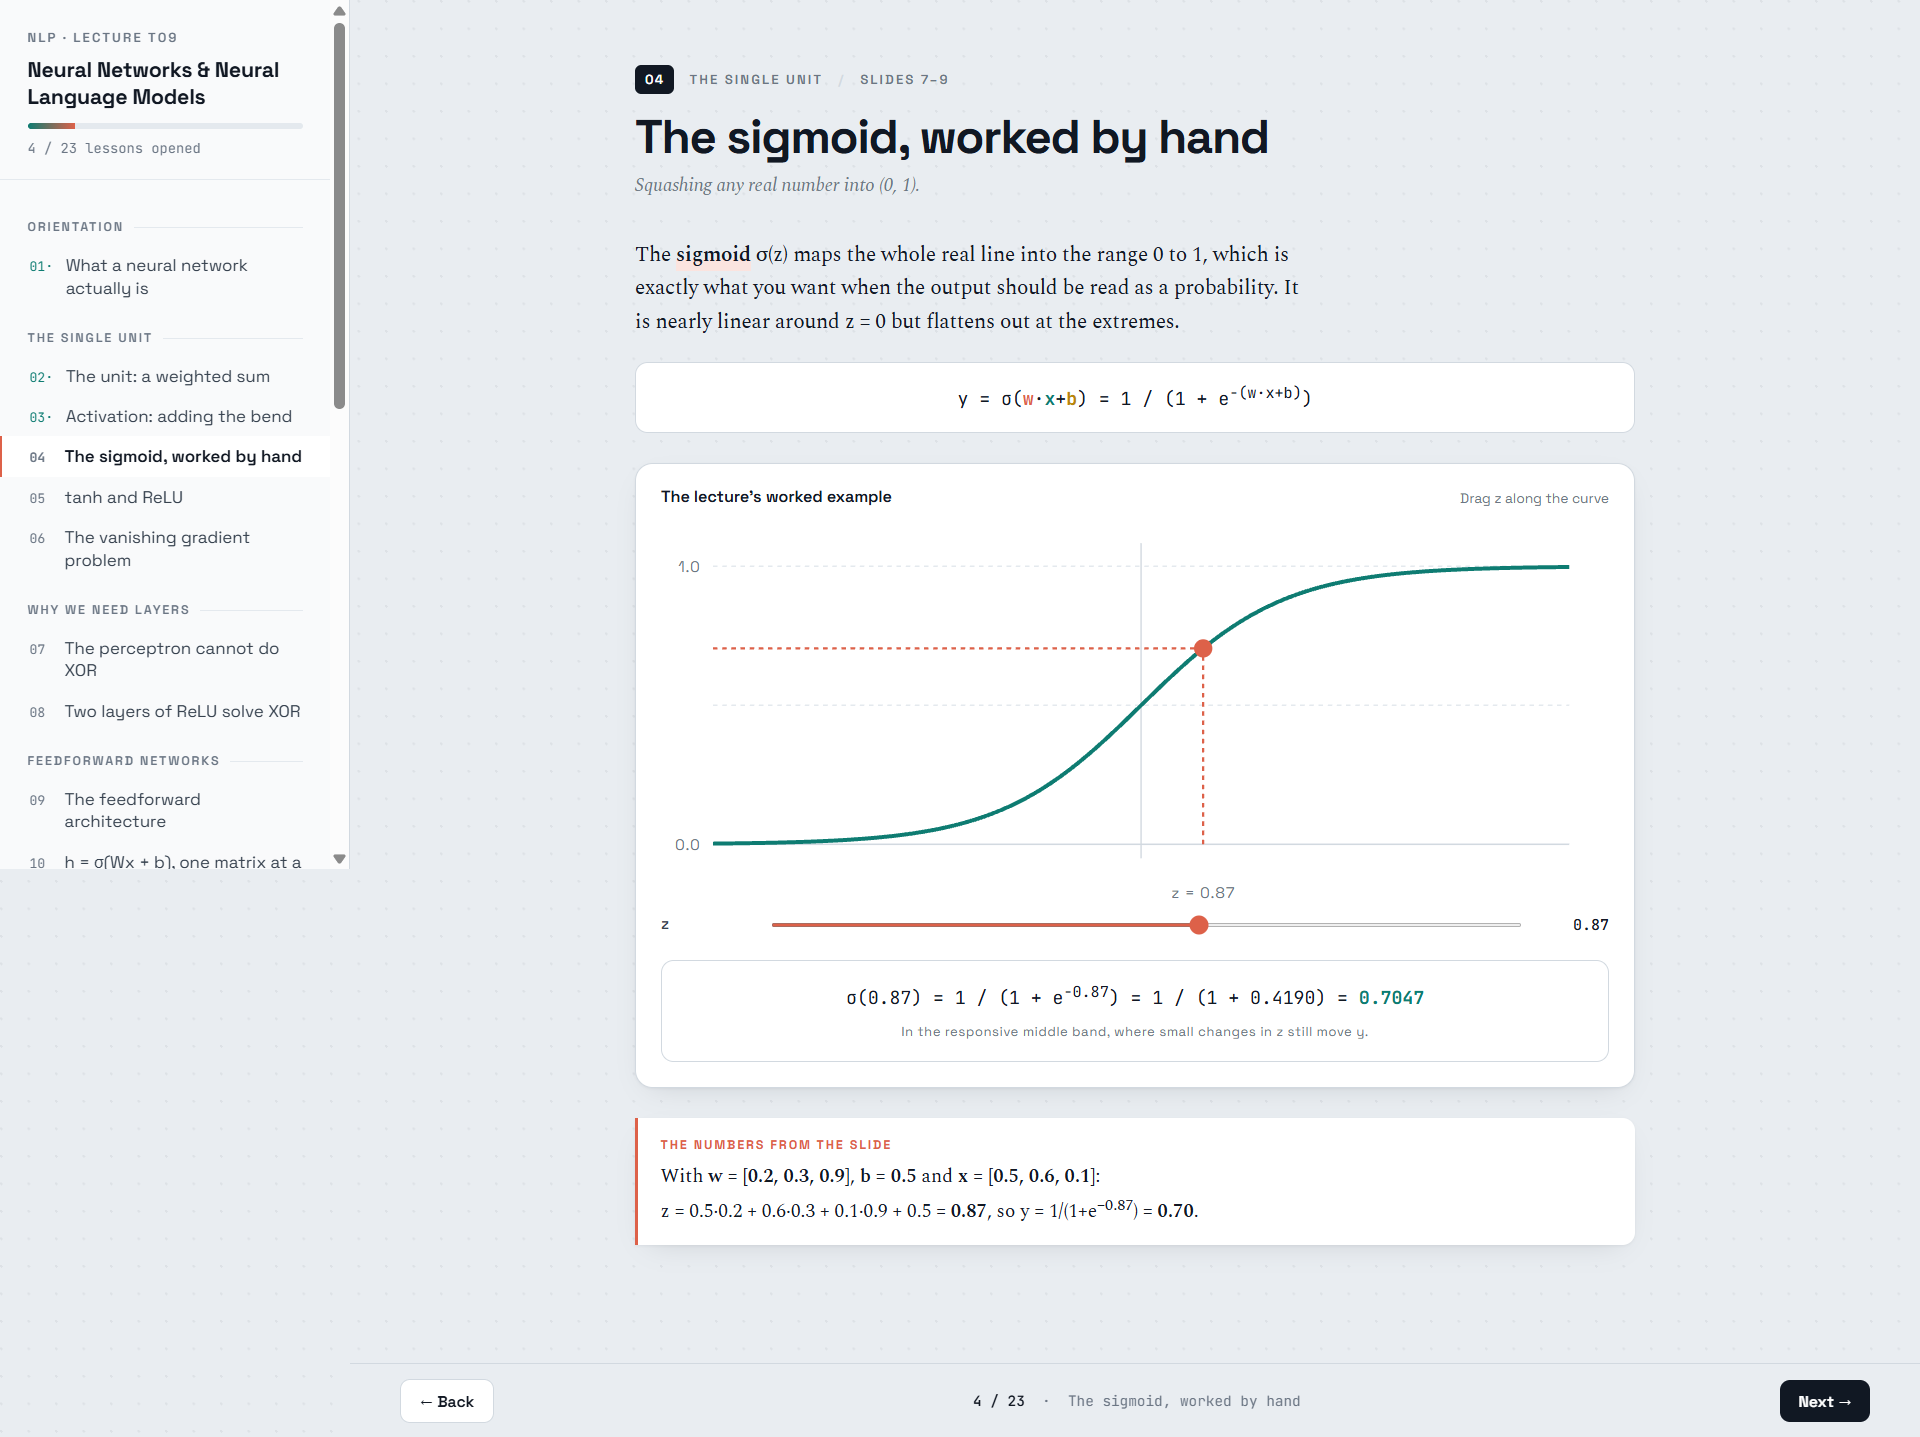 NLP · LECTURE T09
Neural Networks & Neural
Language Models
4 / 23 lessons opened
ORIENTATION
01· What a neural network
actually is
THE SINGLE UNIT
02· The unit: a weighted sum
03· Activation: adding the bend
04 The sigmoid, worked by hand
05 tanh and ReLU
06 The vanishing gradient
problem
WHY WE NEED LAYERS
07 The perceptron cannot do
XOR
08 Two layers of ReLU solve XOR
FEEDFORWARD NETWORKS
09 The feedforward
architecture
10 h = σ(Wx + b), one matrix at a
04 THE SINGLE UNIT / SLIDES 7–9
The sigmoid, worked by hand
Squashing any real number into (0, 1).
The sigmoid σ(z) maps the whole real line into the range 0 to 1, which is
exactly what you want when the output should be read as a probability. It
is nearly linear around z = 0 but flattens out at the extremes.
y = σ(w·x+b) = 1 / (1 + e^-(w·x+b))
The lecture's worked example
Drag z along the curve
1.0
0.0
z = 0.87
z 0.87
σ(0.87) = 1 / (1 + e^-0.87) = 1 / (1 + 0.4190) = 0.7047
In the responsive middle band, where small changes in z still move y.
THE NUMBERS FROM THE SLIDE
With w = [0.2, 0.3, 0.9], b = 0.5 and x = [0.5, 0.6, 0.1]:
z = 0.5·0.2 + 0.6·0.3 + 0.1·0.9 + 0.5 = 0.87, so y = 1/(1+e^−0.87) = 0.70.
← Back
4 / 23 · The sigmoid, worked by hand
Next →